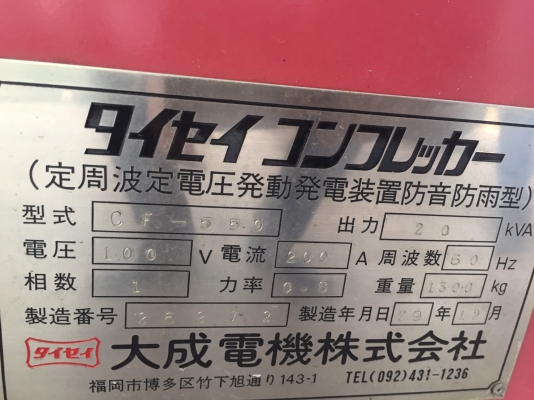 タイセイコンフレッカー
(定周波定電圧発動発電装置防音防雨型)
型式 CF-550 出力 20 kVA
電圧 100 V 電流 200 A 周波数 60 Hz
相数 1 力率 0.8 重量 1300 kg
製造番号 製造年月日 年 月
タイセイ 大成電機株式会社
福岡市博多区竹下旭通り143-1 TEL(092)431-1236